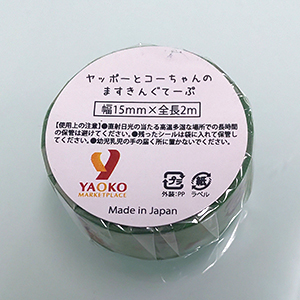 ヤッポーとコーちゃんの
ますきんぐてーぷ
幅15mm×全長2m
【使用上の注意】●直射日光の当たる高温多湿な場所での長時間
の保管は避けてください。●残ったシールは袋に入れて保管して
ください。●幼児乳児の手の届く所に置かないでください。
YAOKO
MARKETPLACE
プラ
紙
外装:PP
ラベル
Made in Japan